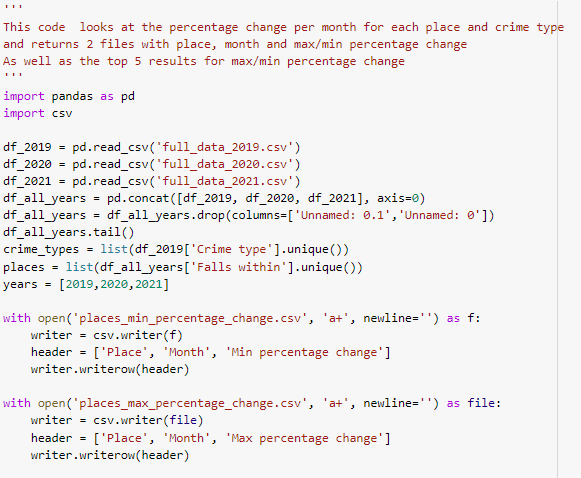 '''
This code  looks at the percentage change per month for each place and crime type
and returns 2 files with place, month and max/min percentage change
As well as the top 5 results for max/min percentage change
'''
import pandas as pd
import csv

df_2019 = pd.read_csv('full_data_2019.csv')
df_2020 = pd.read_csv('full_data_2020.csv')
df_2021 = pd.read_csv('full_data_2021.csv')
df_all_years = pd.concat([df_2019, df_2020, df_2021], axis=0)
df_all_years = df_all_years.drop(columns=['Unnamed: 0.1','Unnamed: 0'])
df_all_years.tail()
crime_types = list(df_2019['Crime type'].unique())
places = list(df_all_years['Falls within'].unique())
years = [2019,2020,2021]

with open('places_min_percentage_change.csv', 'a+', newline='') as f:
    writer = csv.writer(f)
    header = ['Place', 'Month', 'Min percentage change']
    writer.writerow(header)

with open('places_max_percentage_change.csv', 'a+', newline='') as file:
    writer = csv.writer(file)
    header = ['Place', 'Month', 'Max percentage change']
    writer.writerow(header)